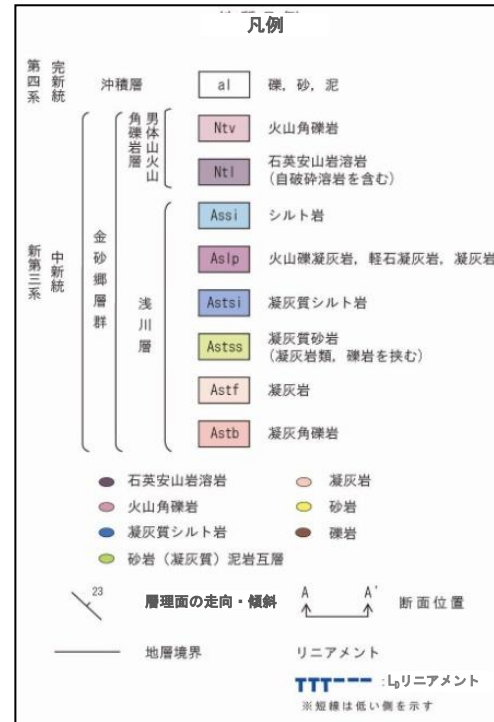 凡例
第四系
完新統
沖積層
al
礫，砂，泥
新第三系
中新統
金砂郷層群
男体山火山角礫岩層
Ntv
火山角礫岩
Ntl
石英安山岩溶岩
(自破砕溶岩を含む)
浅川層
Assi
シルト岩
Aslp
火山礫凝灰岩，軽石凝灰岩，凝灰岩
Astsi
凝灰質シルト岩
Astss
凝灰質砂岩
(凝灰岩類，礫岩を挟む)
Astf
凝灰岩
Astb
凝灰角礫岩
石英安山岩溶岩
凝灰岩
火山角礫岩
砂岩
凝灰質シルト岩
礫岩
砂岩（凝灰質）泥岩互層
23
層理面の走向・傾斜
A A'
断面位置
地層境界
リニアメント
:LDリニアメント
※短線は低い側を示す